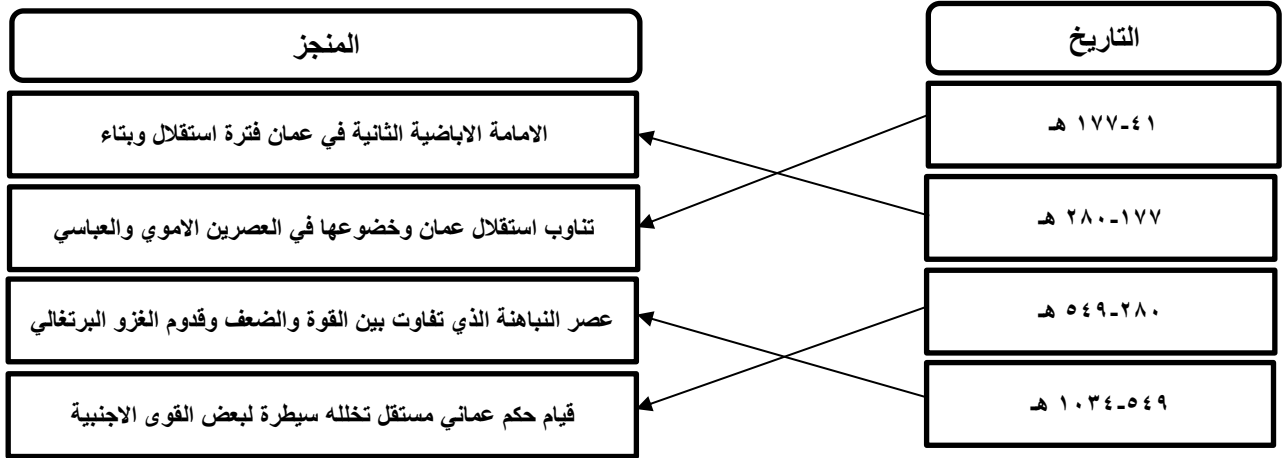 التاريخ
٤١-١٧٧ هـ
١٧٧-٢٨٠ هـ
٢٨٠-٥٤٩ هـ
٥٤٩-١٠٣٤ هـ
المنجز
الامامة الاباضية الثانية في عمان فترة استقلال وبتاء
تناوب استقلال عمان وخضوعها في العصرين الاموي والعباسي
عصر النباهنة الذي تفاوت بين القوة والضعف وقدوم الغزو البرتغالي
قيام حكم عماني مستقل تخلله سيطرة لبعض القوى الاجنبية